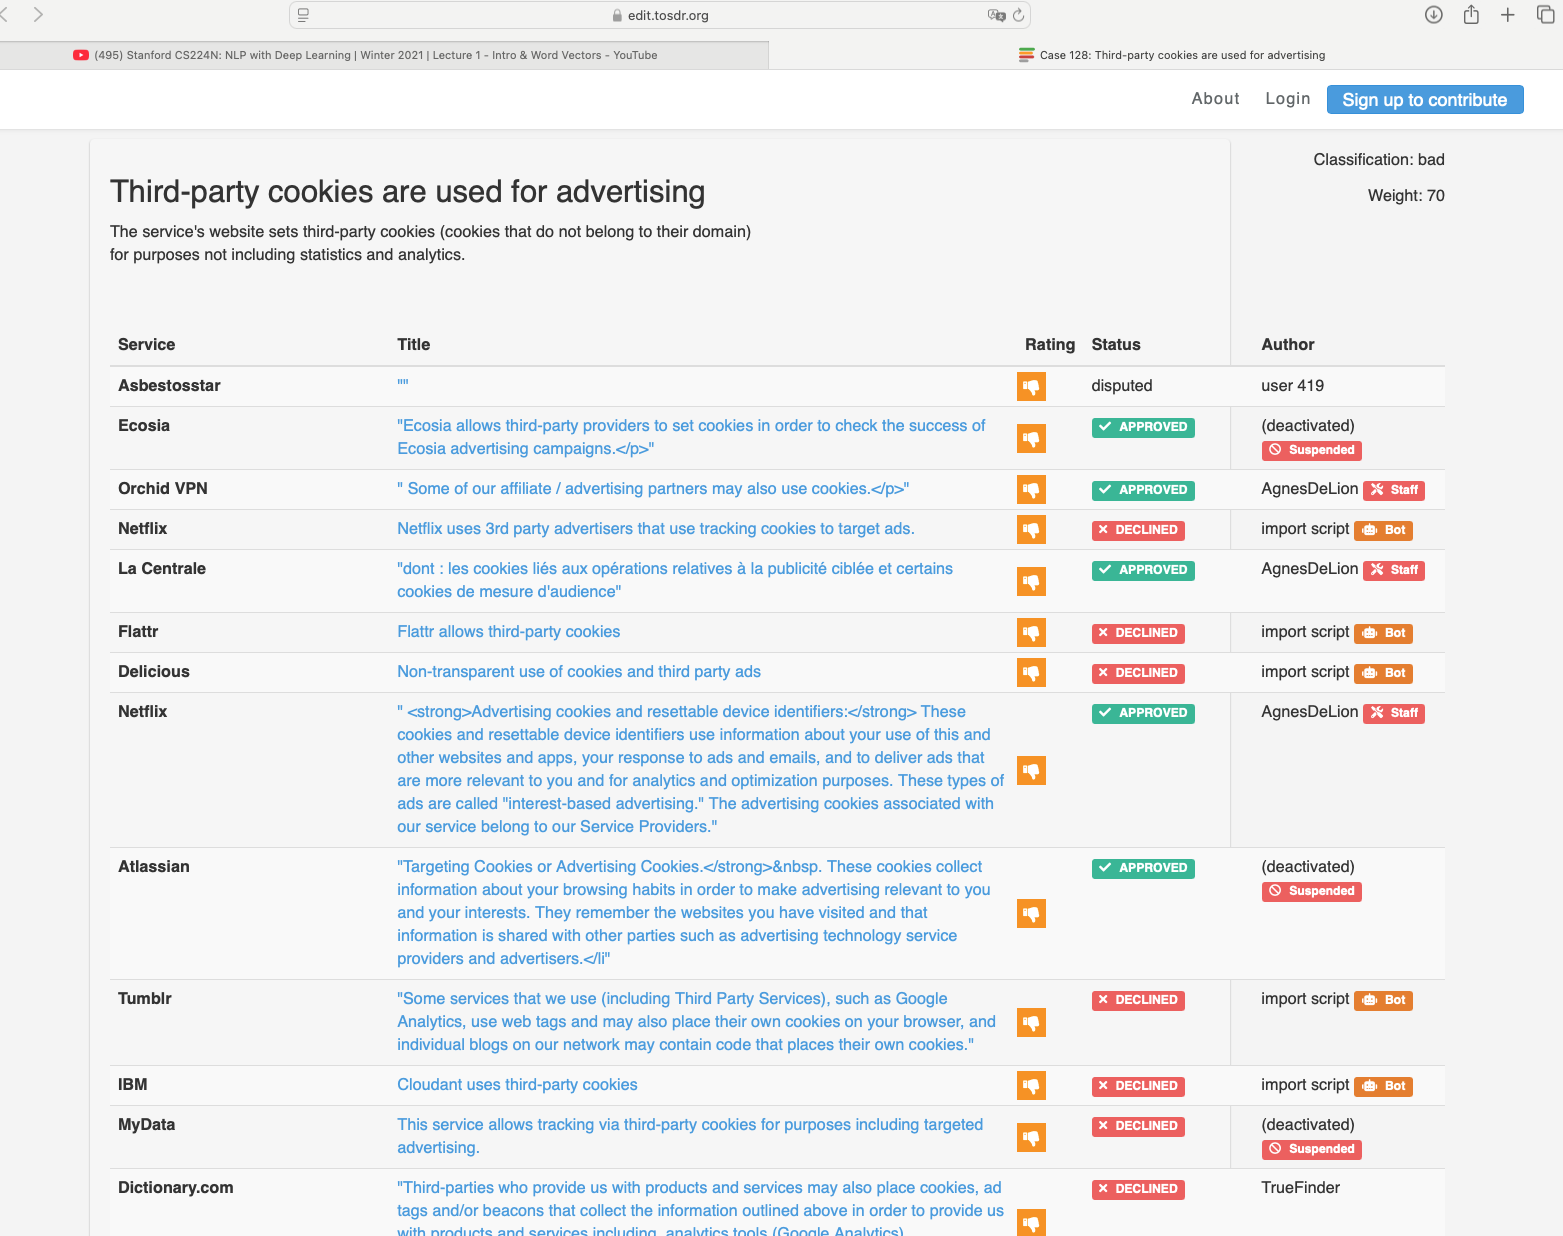 edit.tosdr.org
(495) Stanford CS224N: NLP with Deep Learning | Winter 2021 | Lecture 1 - Intro & Word Vectors - YouTube
Case 128: Third-party cookies are used for advertising
About Login Sign up to contribute
Classification: bad
Weight: 70
Third-party cookies are used for advertising
The service's website sets third-party cookies (cookies that do not belong to their domain)
for purposes not including statistics and analytics.
Service Title Rating Status Author
Asbestosstar "" disputed user 419
Ecosia "Ecosia allows third-party providers to set cookies in order to check the success of APPROVED (deactivated)
Ecosia advertising campaigns.</p>" Suspended
Orchid VPN " Some of our affiliate / advertising partners may also use cookies.</p>" APPROVED AgnesDeLion Staff
Netflix Netflix uses 3rd party advertisers that use tracking cookies to target ads. DECLINED import script Bot
La Centrale "dont : les cookies liés aux opérations relatives à la publicité ciblée et certains APPROVED AgnesDeLion Staff
cookies de mesure d'audience"
Flattr Flattr allows third-party cookies DECLINED import script Bot
Delicious Non-transparent use of cookies and third party ads DECLINED import script Bot
Netflix " <strong>Advertising cookies and resettable device identifiers:</strong> These APPROVED AgnesDeLion Staff
cookies and resettable device identifiers use information about your use of this and
other websites and apps, your response to ads and emails, and to deliver ads that
are more relevant to you and for analytics and optimization purposes. These types of
ads are called "interest-based advertising." The advertising cookies associated with
our service belong to our Service Providers."
Atlassian "Targeting Cookies or Advertising Cookies.</strong>&nbsp. These cookies collect APPROVED (deactivated)
information about your browsing habits in order to make advertising relevant to you Suspended
and your interests. They remember the websites you have visited and that
information is shared with other parties such as advertising technology service
providers and advertisers.</li"
Tumblr "Some services that we use (including Third Party Services), such as Google DECLINED import script Bot
Analytics, use web tags and may also place their own cookies on your browser, and
individual blogs on our network may contain code that places their own cookies."
IBM Cloudant uses third-party cookies DECLINED import script Bot
MyData This service allows tracking via third-party cookies for purposes including targeted DECLINED (deactivated)
advertising. Suspended
Dictionary.com "Third-parties who provide us with products and services may also place cookies, ad DECLINED TrueFinder
tags and/or beacons that collect the information outlined above in order to provide us
with products and services including, analytics tools (Google Analytics)